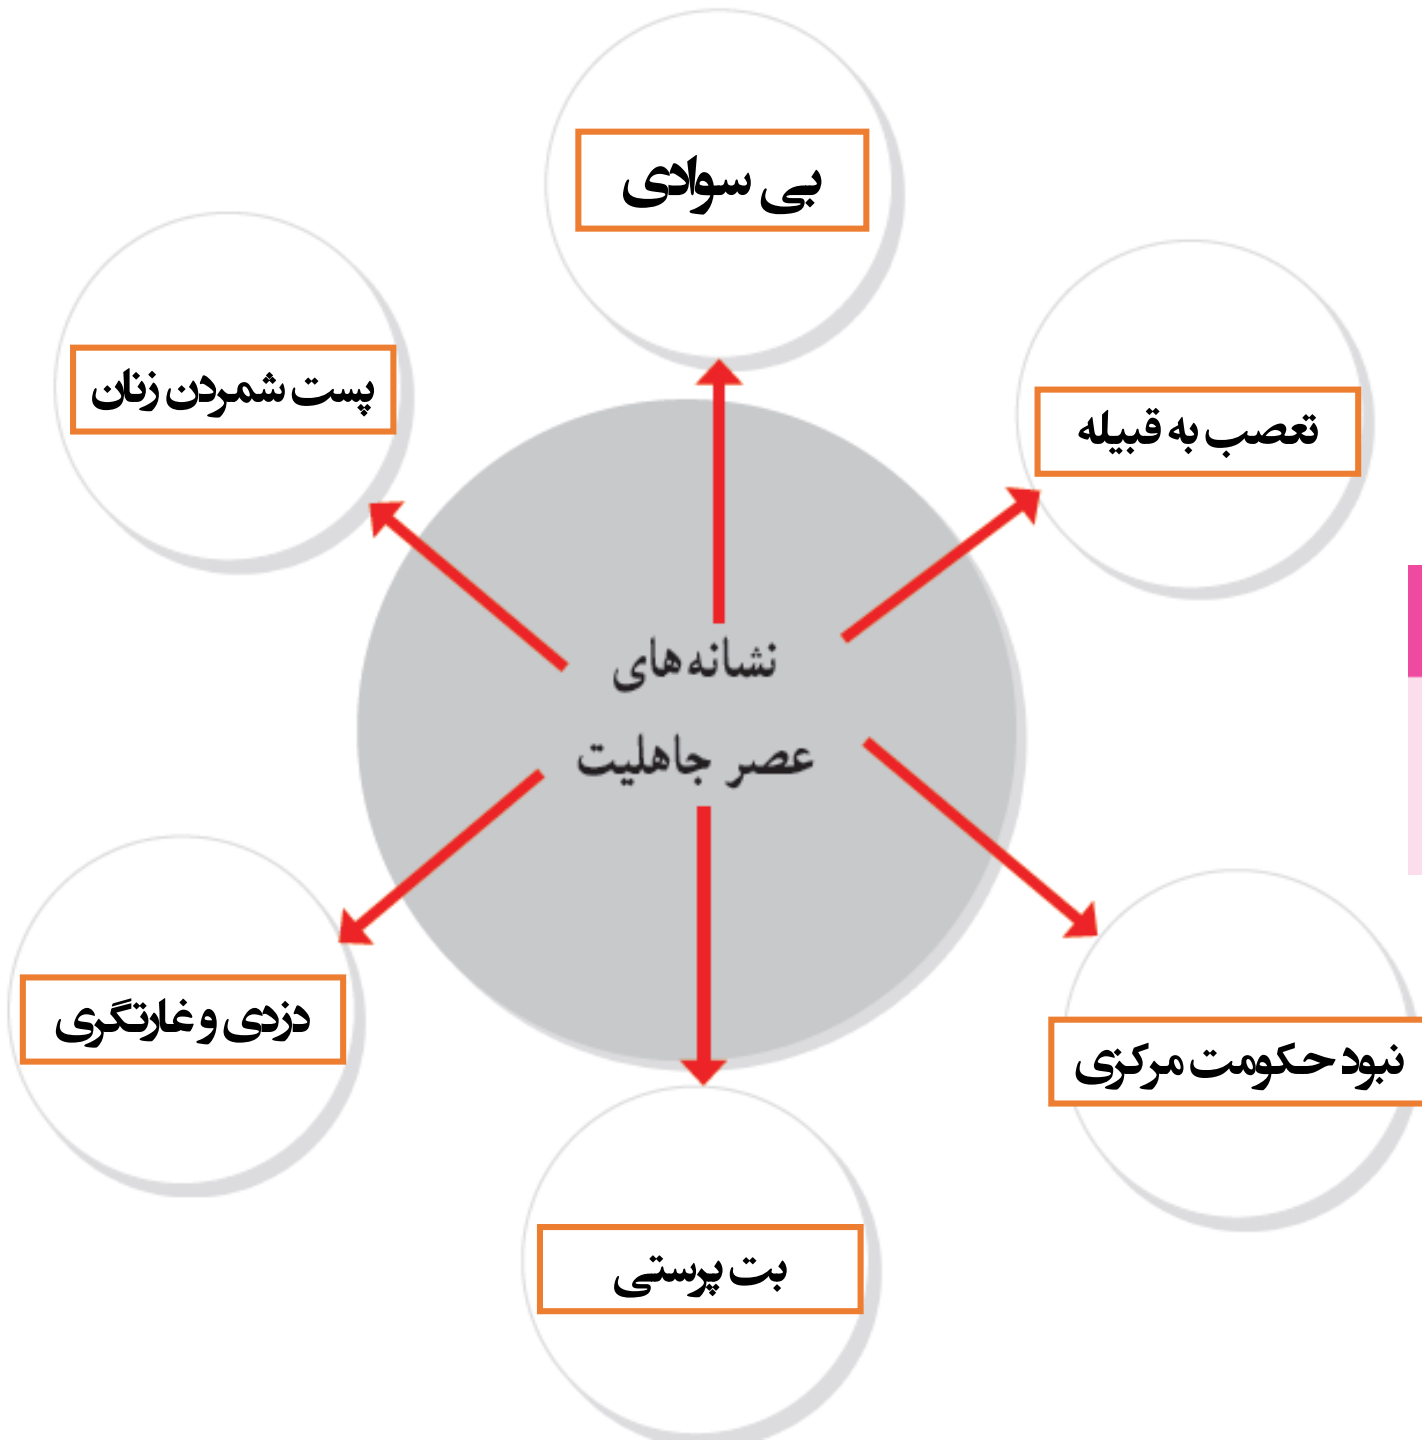 بی سوادی
پست شمردن زنان
تعصب به قبیله
نشانه‌های
عصر جاهلیت
دزدی و غارتگری
نبود حکومت مرکزی
بت پرستی